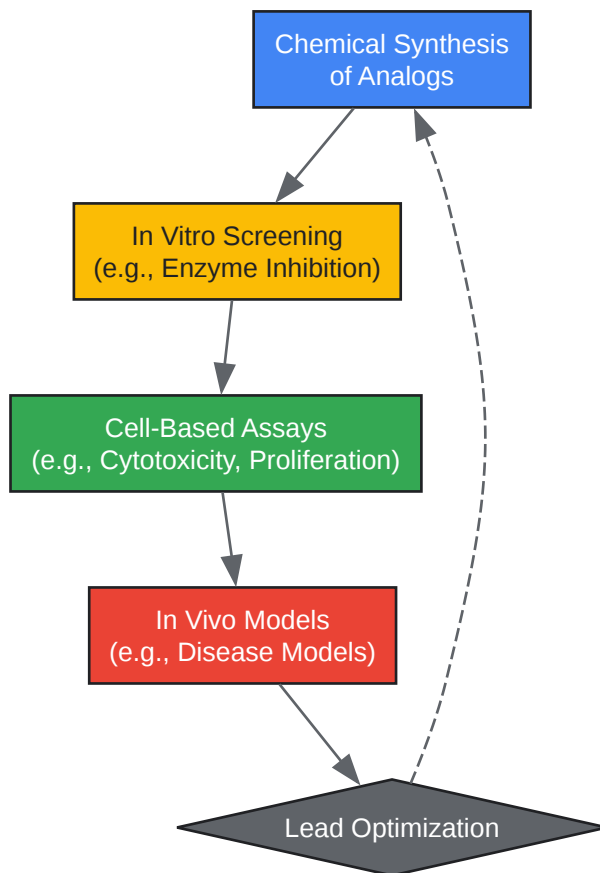 Chemical Synthesis
of Analogs
In Vitro Screening
(e.g., Enzyme Inhibition)
Cell-Based Assays
(e.g., Cytotoxicity, Proliferation)
In Vivo Models
(e.g., Disease Models)
Lead Optimization